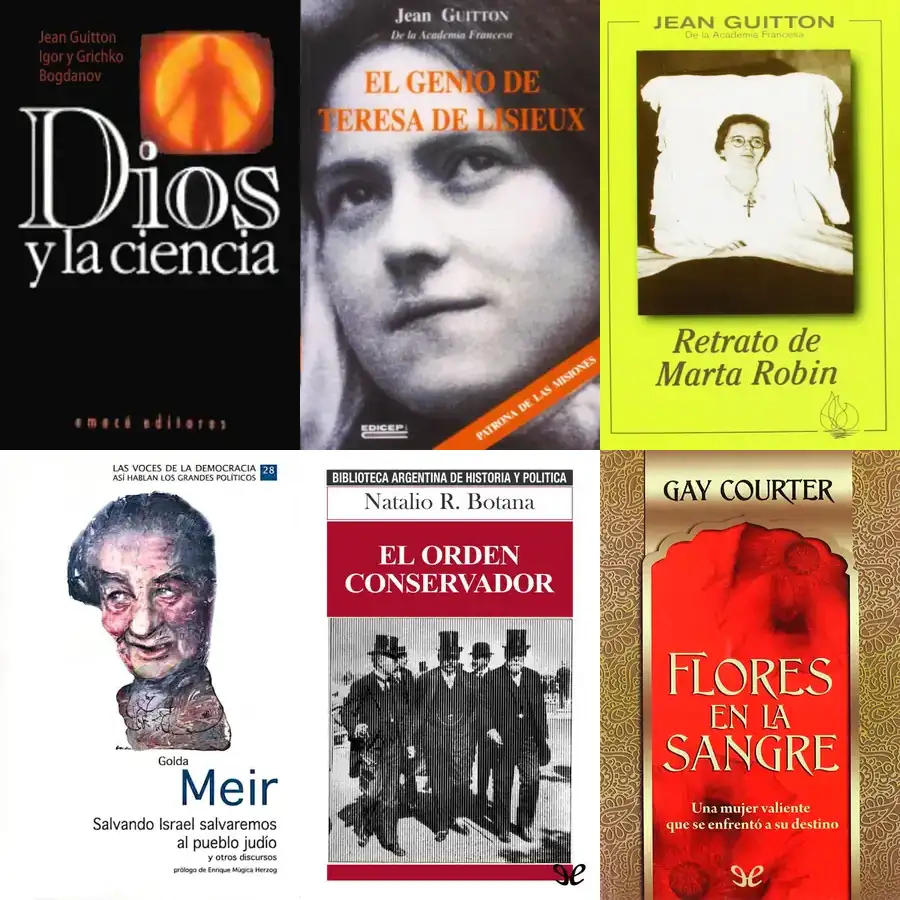 Jean Guitton
Igor y Grichko
Bogdanov
Dios
y la ciencia
emecé editores
Jean GUITTON
De la Academia Francesa
EL GENIO DE
TERESA DE LISIEUX
EDICEP
PATRONA DE LAS MISIONES
JEAN GUITTON
De la Academia Francesa
Retrato de
Marta Robin
LAS VOCES DE LA DEMOCRACIA 28
ASÍ HABLAN LOS GRANDES POLÍTICOS
Golda
Meir
Salvando Israel salvaremos
al pueblo judío
y otros discursos
prólogo de Enrique Múgica Herzog
BIBLIOTECA ARGENTINA DE HISTORIA Y POLITICA
Natalio R. Botana
EL ORDEN
CONSERVADOR
GAY COURTER
FLORES
EN LA
SANGRE
Una mujer valiente
que se enfrentó a su destino